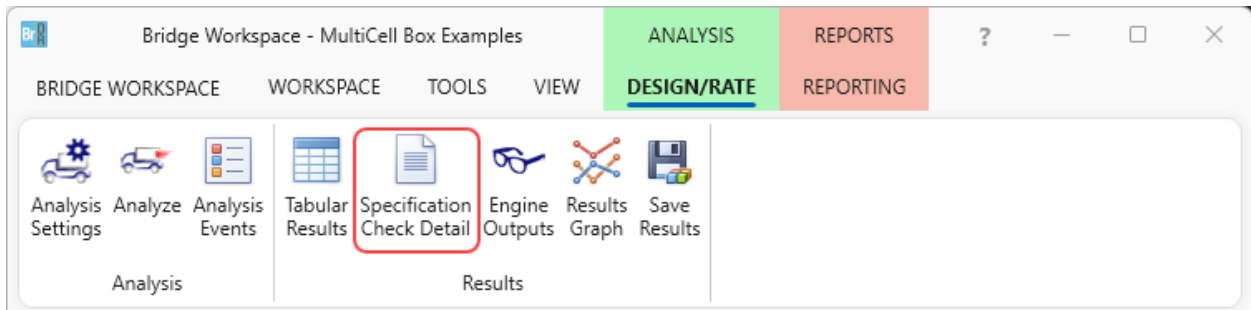 Br DR
Bridge Workspace - MultiCell Box Examples
ANALYSIS
REPORTS
?
BRIDGE WORKSPACE
WORKSPACE
TOOLS
VIEW
DESIGN/RATE
REPORTING
Analysis
Settings
Analyze
Analysis
Events
Tabular
Results
Specification
Check Detail
Engine
Outputs
Results
Graph
Save
Results
Analysis
Results